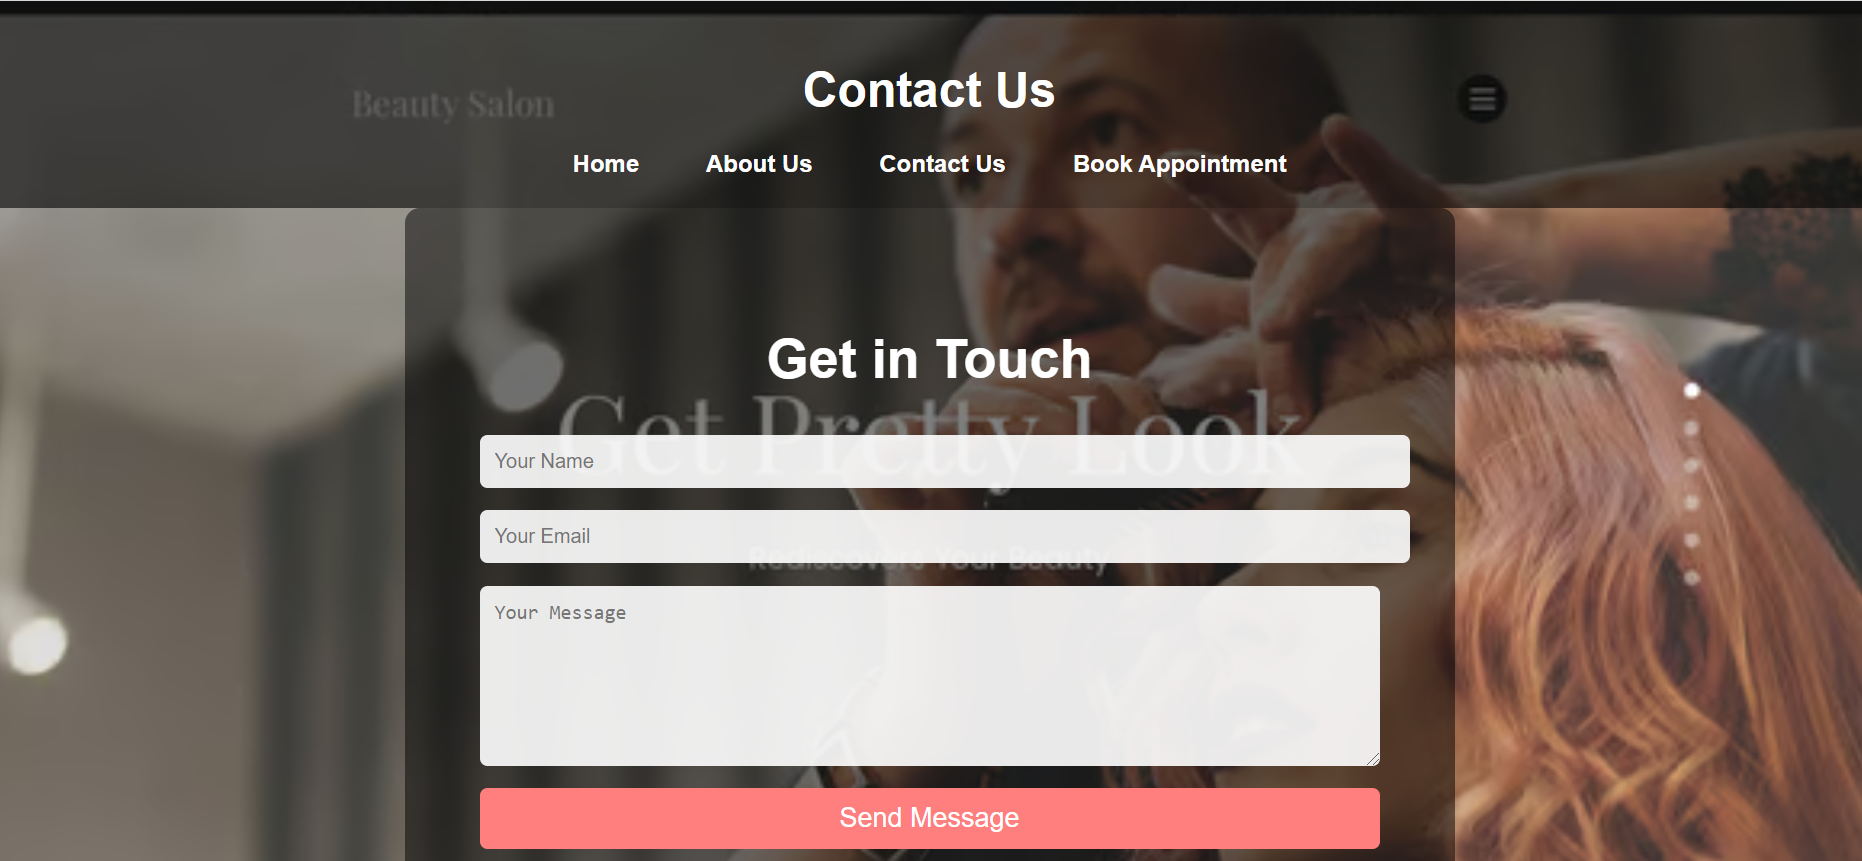 Contact Us
Beauty Salon
Home About Us Contact Us Book Appointment
Get in Touch
Get Pretty Look
Your Name
Your Email
Rediscovers Your Beauty
Your Message
Send Message